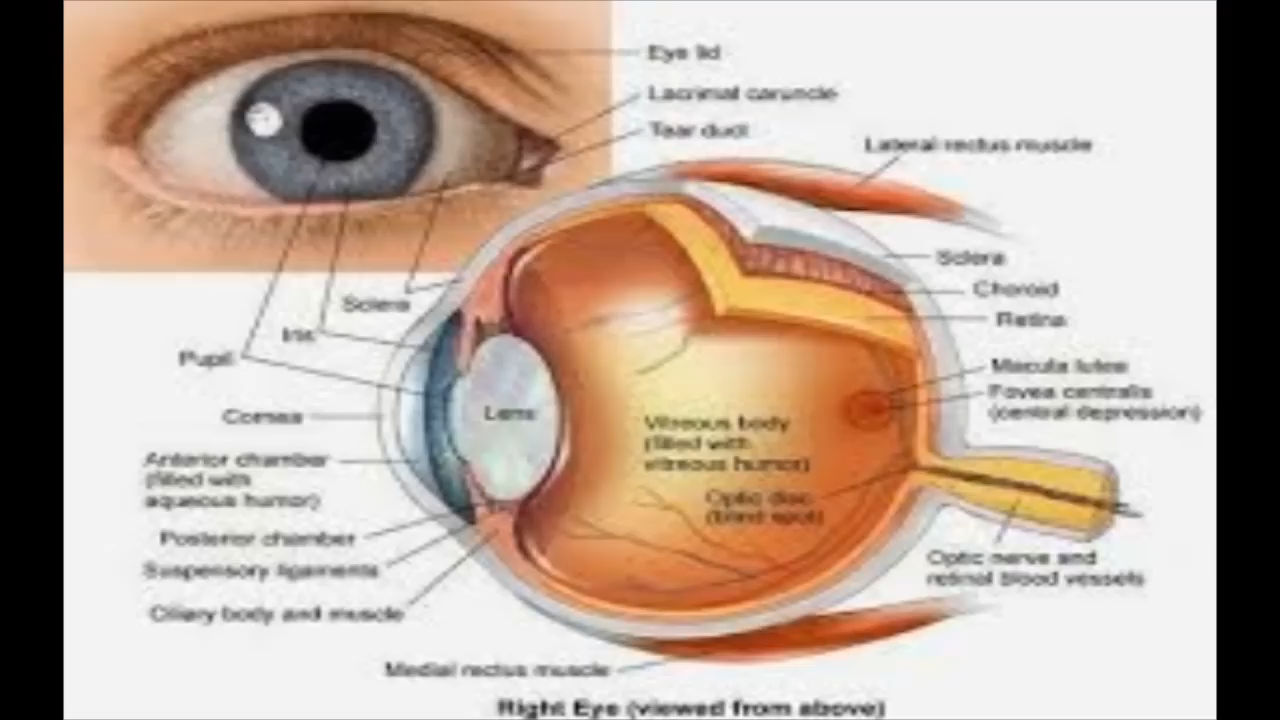 Eye lid
Lacrimal caruncle
Tear duct
Lateral rectus muscle
Sclera
Choroid
Retina
Macula lutea
Fovea centralis
(central depression)
Sclera
Iris
Pupil
Cornea
Lens
Vitreous body
(filled with
vitreous humor)
Anterior chamber
(filled with
aqueous humor)
Optic disc
(blind spot)
Posterior chamber
Suspensory ligaments
Ciliary body and muscle
Optic nerve and
retinal blood vessels
Medial rectus muscle
Right Eye (viewed from above)